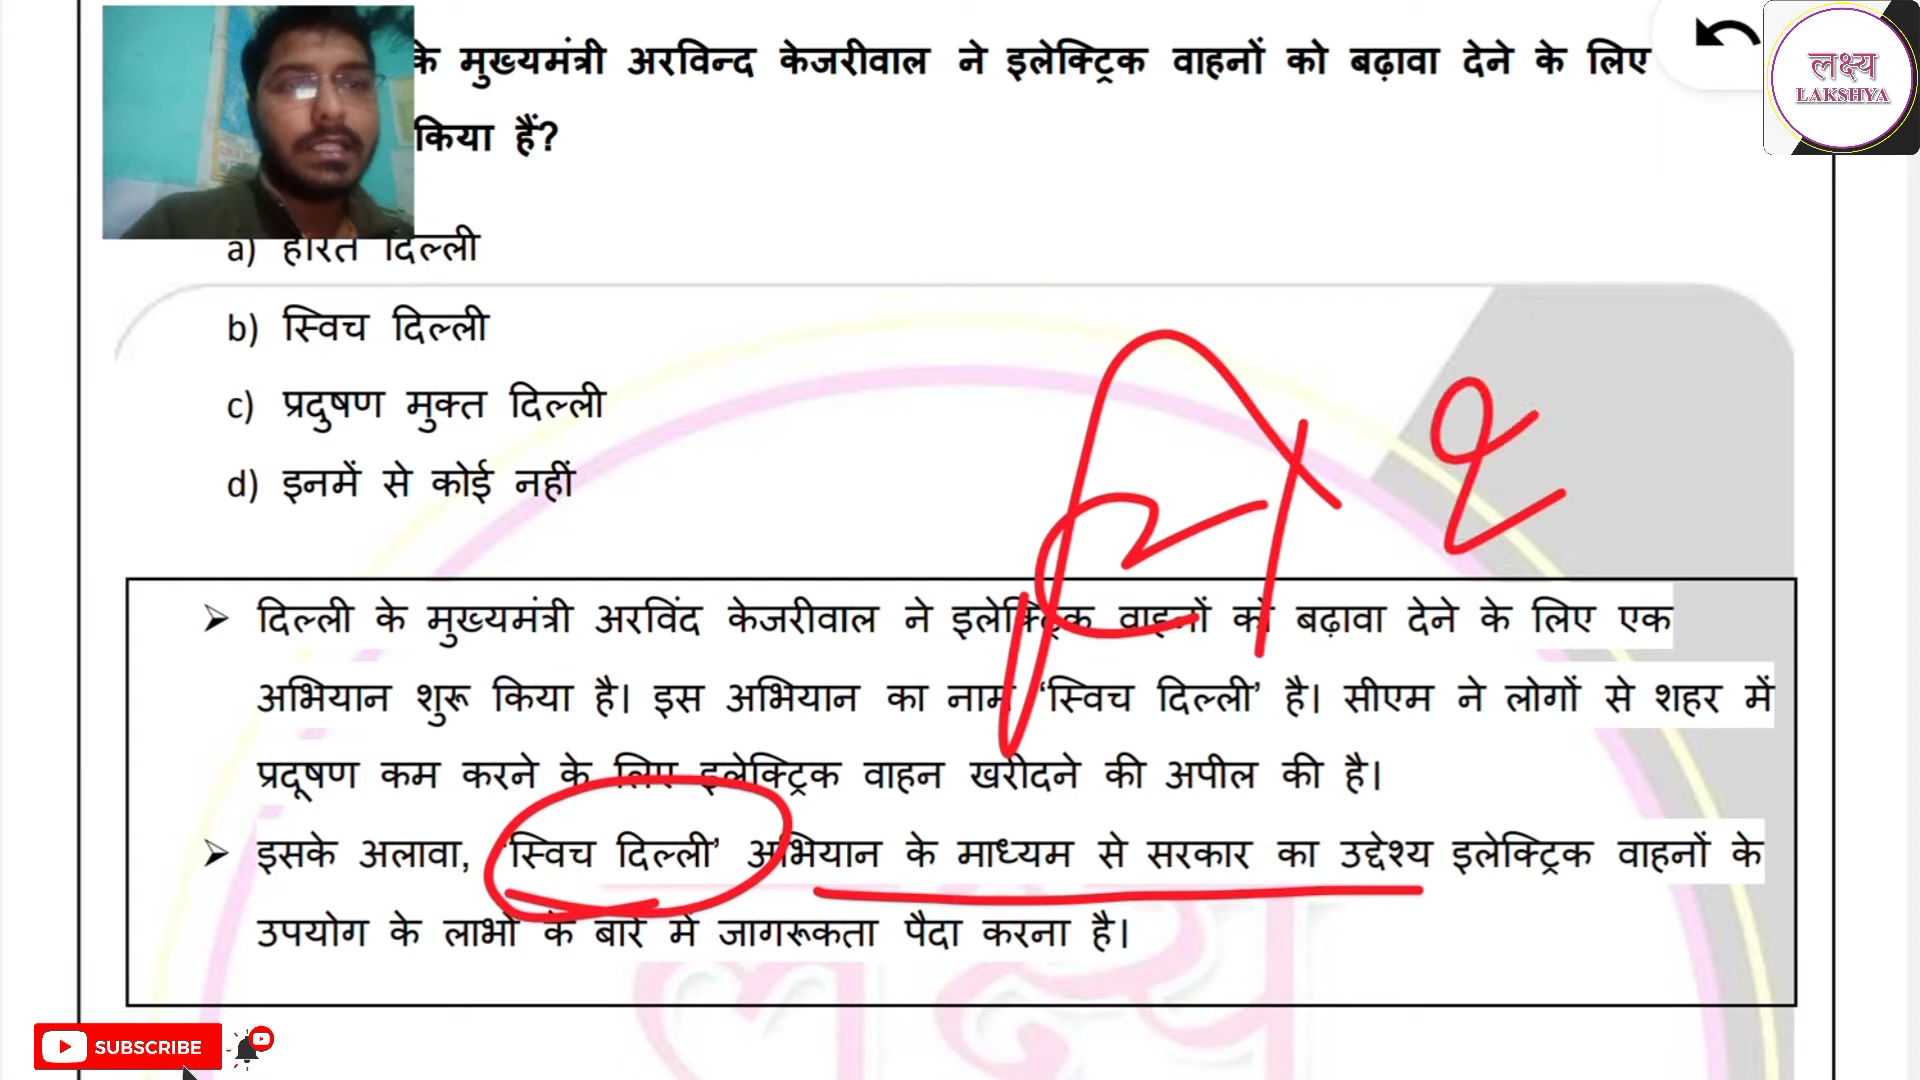 के मुख्यमंत्री अरविन्द केजरीवाल ने इलेक्ट्रिक वाहनों को बढ़ावा देने के लिए
किया हैं?
लक्ष्य
LAKSHYA
a) हरित दिल्ली
b) स्विच दिल्ली
c) प्रदुषण मुक्त दिल्ली
d) इनमें से कोई नहीं
➢ दिल्ली के मुख्यमंत्री अरविंद केजरीवाल ने इलेक्ट्रिक वाहनों को बढ़ावा देने के लिए एक
अभियान शुरू किया है। इस अभियान का नाम ‘स्विच दिल्ली’ है। सीएम ने लोगों से शहर में
प्रदूषण कम करने के लिए इलेक्ट्रिक वाहन खरीदने की अपील की है।
➢ इसके अलावा, ‘स्विच दिल्ली’ अभियान के माध्यम से सरकार का उद्देश्य इलेक्ट्रिक वाहनों के
उपयोग के लाभों के बारे में जागरूकता पैदा करना है।
लक्ष्य
SUBSCRIBE